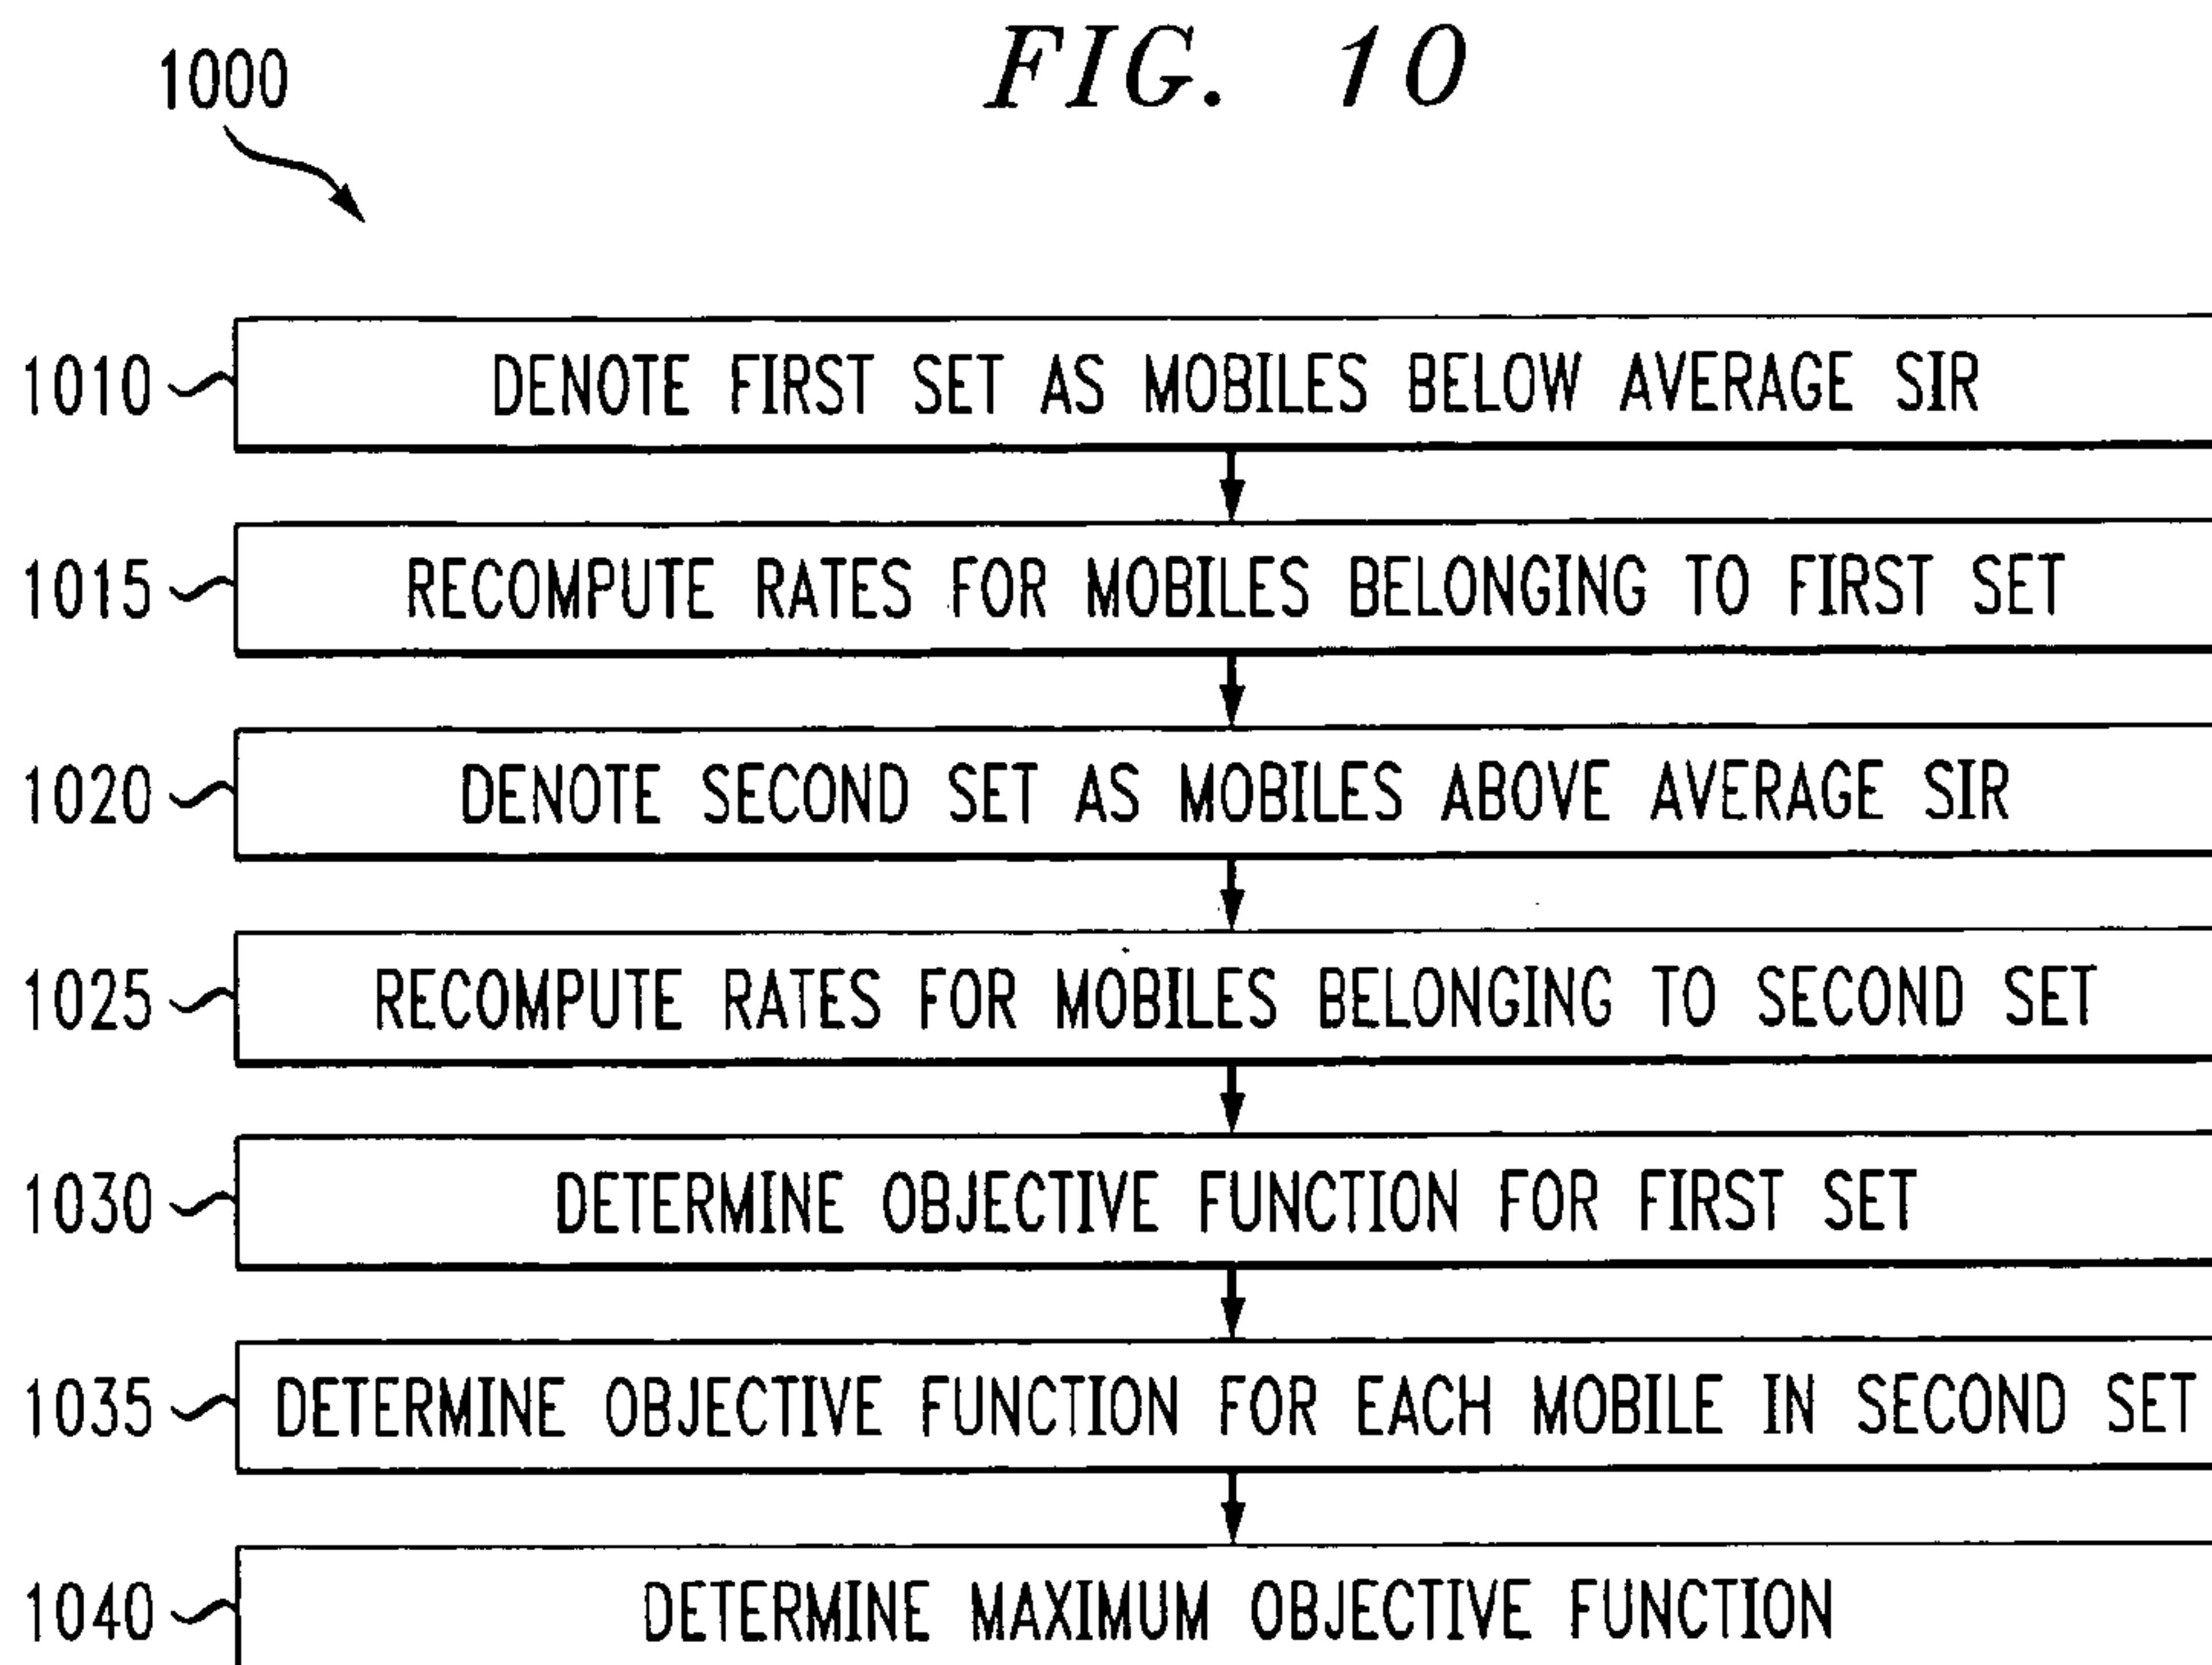 FIG. 10
1000
1010 DENOTE FIRST SET AS MOBILES BELOW AVERAGE SIR
1015 RECOMPUTE RATES FOR MOBILES BELONGING TO FIRST SET
1020 DENOTE SECOND SET AS MOBILES ABOVE AVERAGE SIR
1025 RECOMPUTE RATES FOR MOBILES BELONGING TO SECOND SET
1030 DETERMINE OBJECTIVE FUNCTION FOR FIRST SET
1035 DETERMINE OBJECTIVE FUNCTION FOR EACH MOBILE IN SECOND SET
1040 DETERMINE MAXIMUM OBJECTIVE FUNCTION